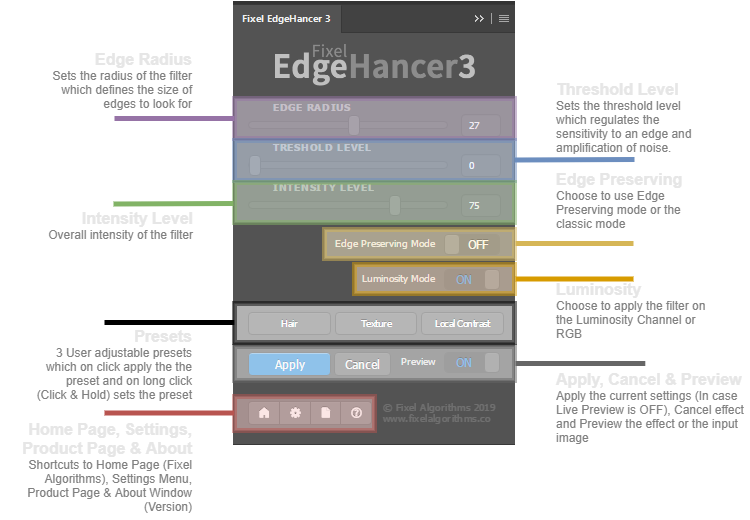 Fixel EdgeHancer 3
Fixel
EdgeHancer3
Edge Radius
Sets the radius of the filter
which defines the size of
edges to look for
EDGE RADIUS
27
Threshold Level
Sets the threshold level
which regulates the
sensitivity to an edge and
amplification of noise.
TRESHOLD LEVEL
0
INTENSITY LEVEL
75
Intensity Level
Overall intensity of the filter
Edge Preserving
Choose to use Edge
Preserving mode or the
classic mode
Edge Preserving Mode OFF
Luminosity Mode ON
Luminosity
Choose to apply the filter on
the Luminosity Channel or
RGB
Hair Texture Local Contrast
Presets
3 User adjustable presets
which on click apply the the
preset and on long click
(Click & Hold) sets the preset
Apply Cancel Preview ON
Apply, Cancel & Preview
Apply the current settings (In case
Live Preview is OFF), Cancel effect
and Preview the effect or the input
image
© Fixel Algorithms 2019
www.fixelalgorithms.co
Home Page, Settings,
Product Page & About
Shortcuts to Home Page (Fixel
Algorithms), Settings Menu,
Product Page & About Window
(Version)